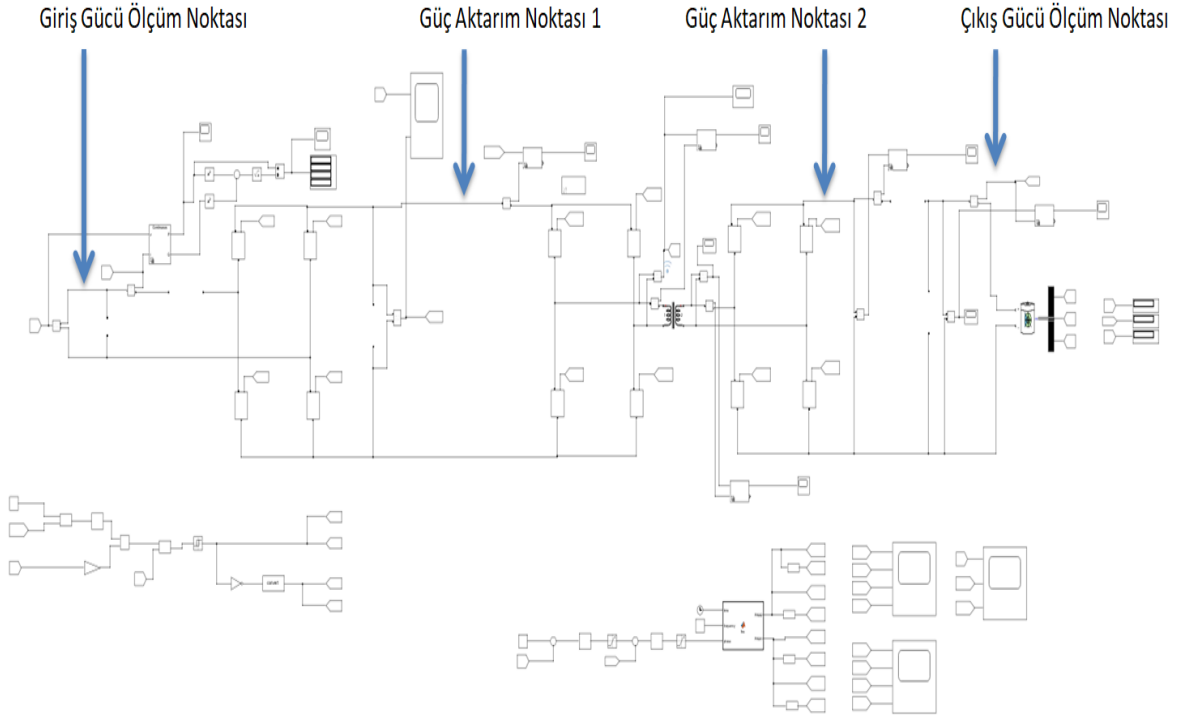 Giriş Gücü Ölçüm Noktası
Güç Aktarım Noktası 1
Güç Aktarım Noktası 2
Çıkış Gücü Ölçüm Noktası